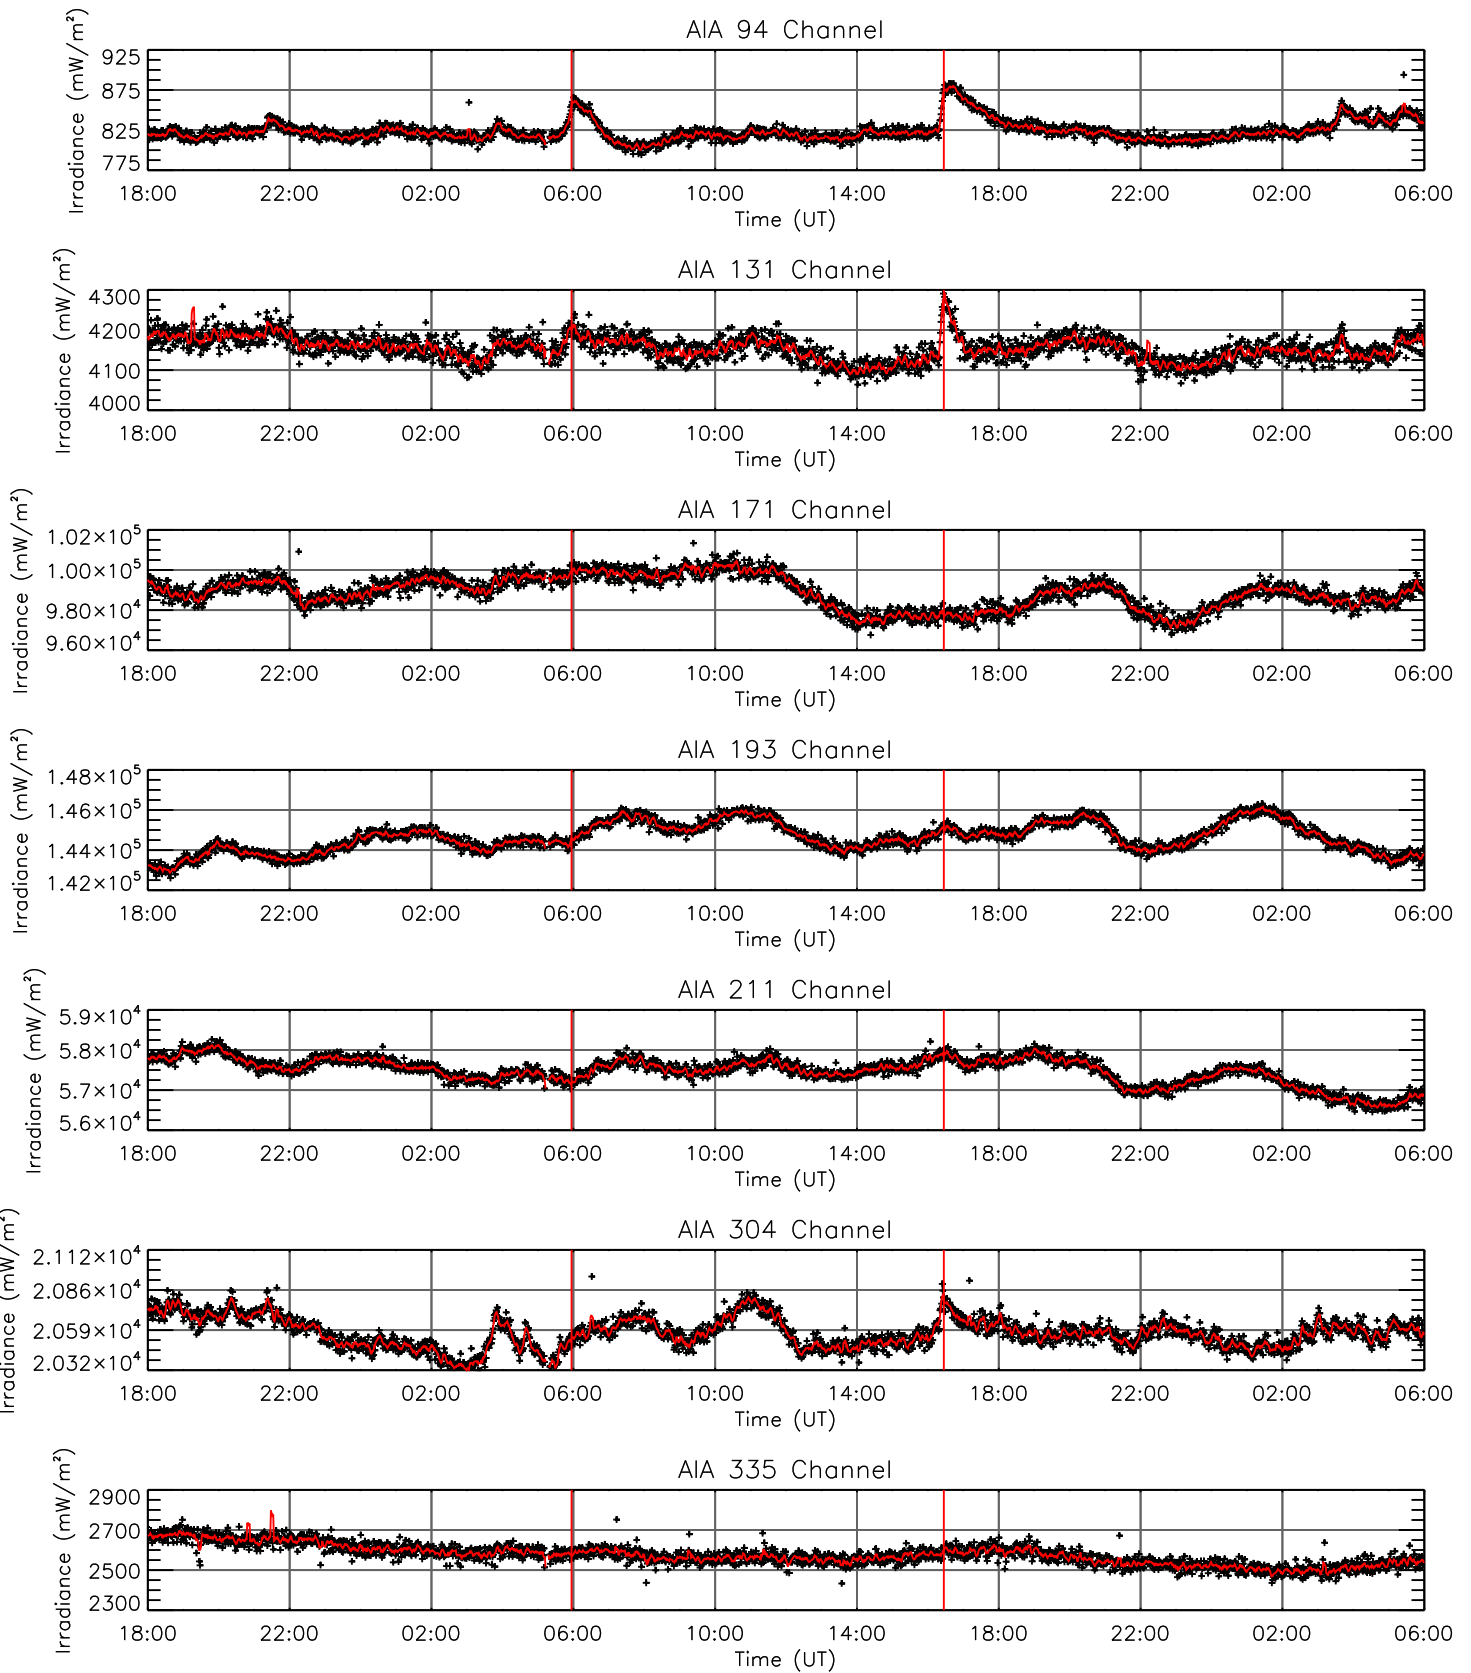 AIA 94 Channel
Irradiance (mW/m²)
925
875
825
775
18:00 22:00 02:00 06:00 10:00 14:00 18:00 22:00 02:00 06:00
Time (UT)
AIA 131 Channel
Irradiance (mW/m²)
4300
4200
4100
4000
18:00 22:00 02:00 06:00 10:00 14:00 18:00 22:00 02:00 06:00
Time (UT)
AIA 171 Channel
Irradiance (mW/m²)
1.02×10⁵
1.00×10⁵
9.80×10⁴
9.60×10⁴
18:00 22:00 02:00 06:00 10:00 14:00 18:00 22:00 02:00 06:00
Time (UT)
AIA 193 Channel
Irradiance (mW/m²)
1.48×10⁵
1.46×10⁵
1.44×10⁵
1.42×10⁵
18:00 22:00 02:00 06:00 10:00 14:00 18:00 22:00 02:00 06:00
Time (UT)
AIA 211 Channel
Irradiance (mW/m²)
5.9×10⁴
5.8×10⁴
5.7×10⁴
5.6×10⁴
18:00 22:00 02:00 06:00 10:00 14:00 18:00 22:00 02:00 06:00
Time (UT)
AIA 304 Channel
Irradiance (mW/m²)
2.112×10⁴
2.086×10⁴
2.059×10⁴
2.032×10⁴
18:00 22:00 02:00 06:00 10:00 14:00 18:00 22:00 02:00 06:00
Time (UT)
AIA 335 Channel
Irradiance (mW/m²)
2900
2700
2500
2300
18:00 22:00 02:00 06:00 10:00 14:00 18:00 22:00 02:00 06:00
Time (UT)